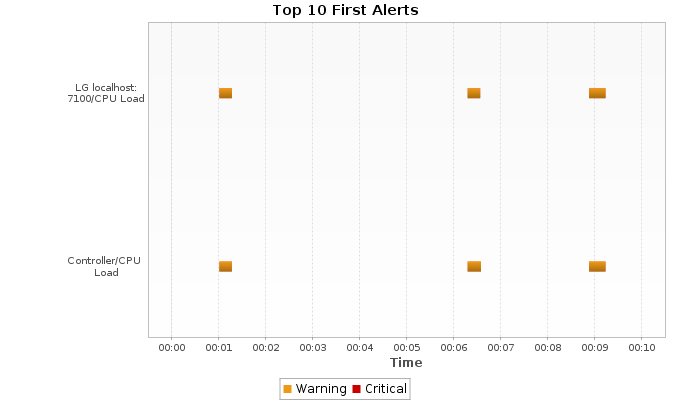 Top 10 First Alerts
LG localhost:
7100/CPU Load
Controller/CPU
Load
00:00 00:01 00:02 00:03 00:04 00:05 00:06 00:07 00:08 00:09 00:10
Time
Warning Critical